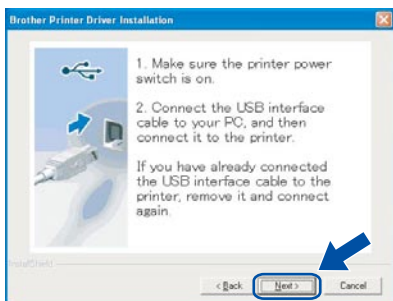 Brother Printer Driver Installation
1. Make sure the printer power
switch is on.
2. Connect the USB interface
cable to your PC, and then
connect it to the printer.
If you have already connected
the USB interface cable to the
printer, remove it and connect
again.
InstallShield
< Back
Next >
Cancel